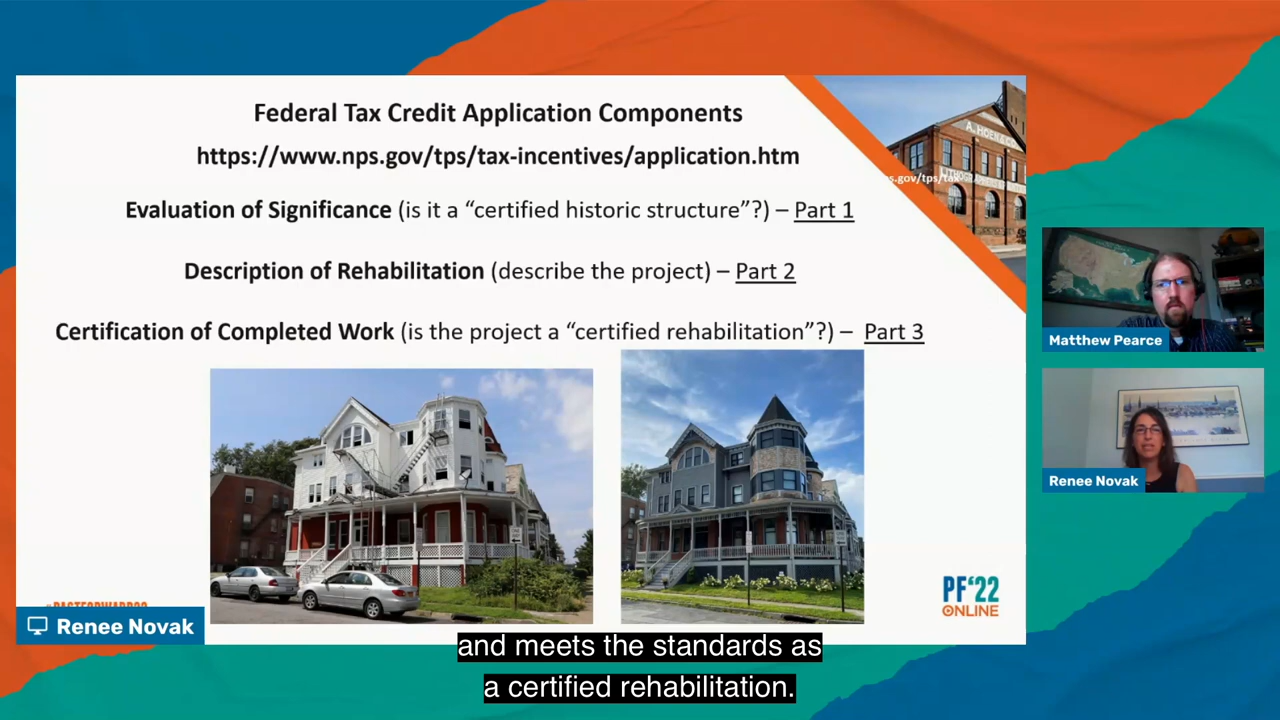 Federal Tax Credit Application Components
https://www.nps.gov/tps/tax-incentives/application.htm
Evaluation of Significance (is it a “certified historic structure”?) – Part 1
Description of Rehabilitation (describe the project) – Part 2
Certification of Completed Work (is the project a “certified rehabilitation”?) – Part 3
A. HOEN & CO
s.gov/tps/tax-
PF‘22
ONLINE
Matthew Pearce
Renee Novak
Renee Novak
and meets the standards as
a certified rehabilitation.